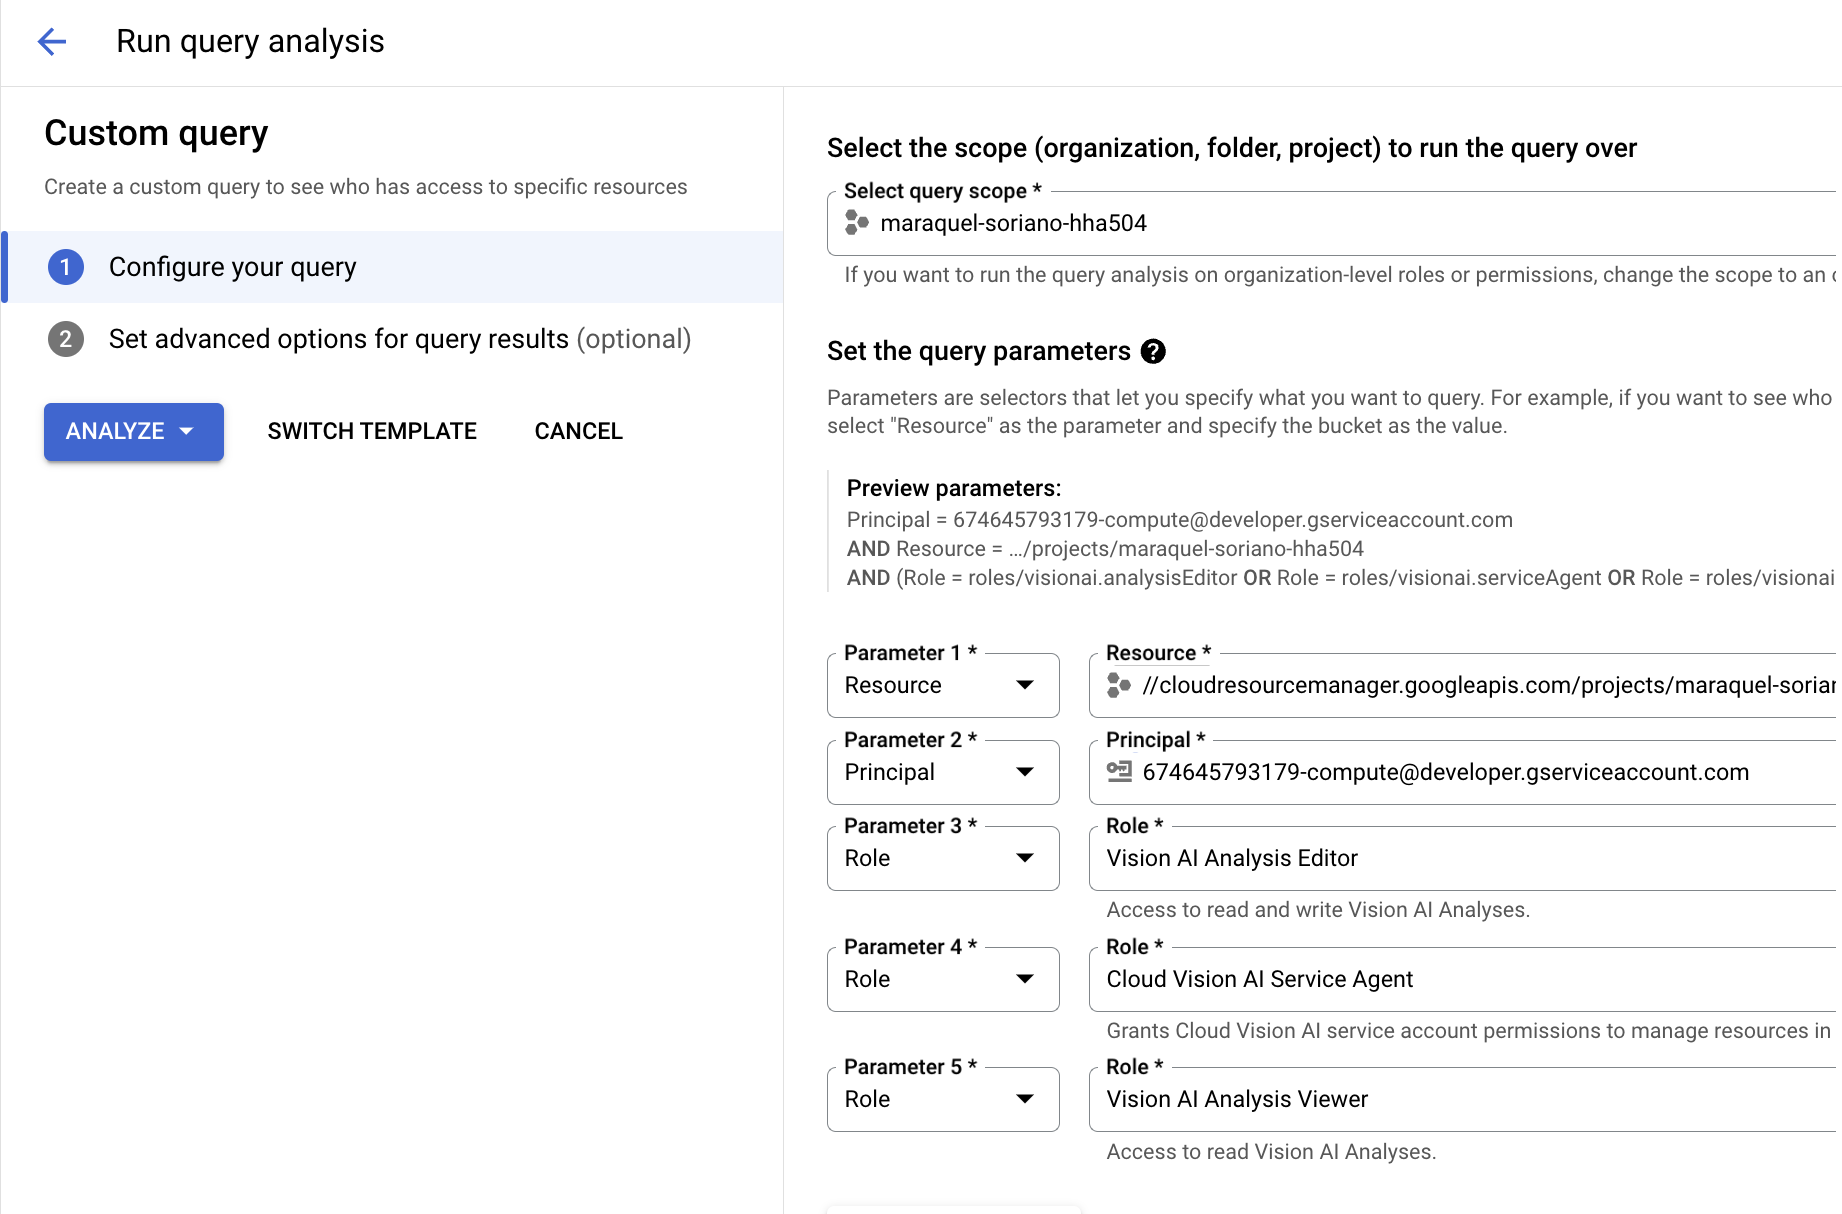 Run query analysis
Custom query
Create a custom query to see who has access to specific resources
1 Configure your query
2 Set advanced options for query results (optional)
ANALYZE
SWITCH TEMPLATE
CANCEL
Select the scope (organization, folder, project) to run the query over
Select query scope *
maraquel-soriano-hha504
If you want to run the query analysis on organization-level roles or permissions, change the scope to an
Set the query parameters ?
Parameters are selectors that let you specify what you want to query. For example, if you want to see who
select "Resource" as the parameter and specify the bucket as the value.
Preview parameters:
Principal = 674645793179-compute@developer.gserviceaccount.com
AND Resource = .../projects/maraquel-soriano-hha504
AND (Role = roles/visionai.analysisEditor OR Role = roles/visionai.serviceAgent OR Role = roles/visionai
Parameter 1 *
Resource
Resource *
//cloudresourcemanager.googleapis.com/projects/maraquel-sorian
Parameter 2 *
Principal
Principal *
674645793179-compute@developer.gserviceaccount.com
Parameter 3 *
Role
Role *
Vision AI Analysis Editor
Access to read and write Vision AI Analyses.
Parameter 4 *
Role
Role *
Cloud Vision AI Service Agent
Grants Cloud Vision AI service account permissions to manage resources in
Parameter 5 *
Role
Role *
Vision AI Analysis Viewer
Access to read Vision AI Analyses.